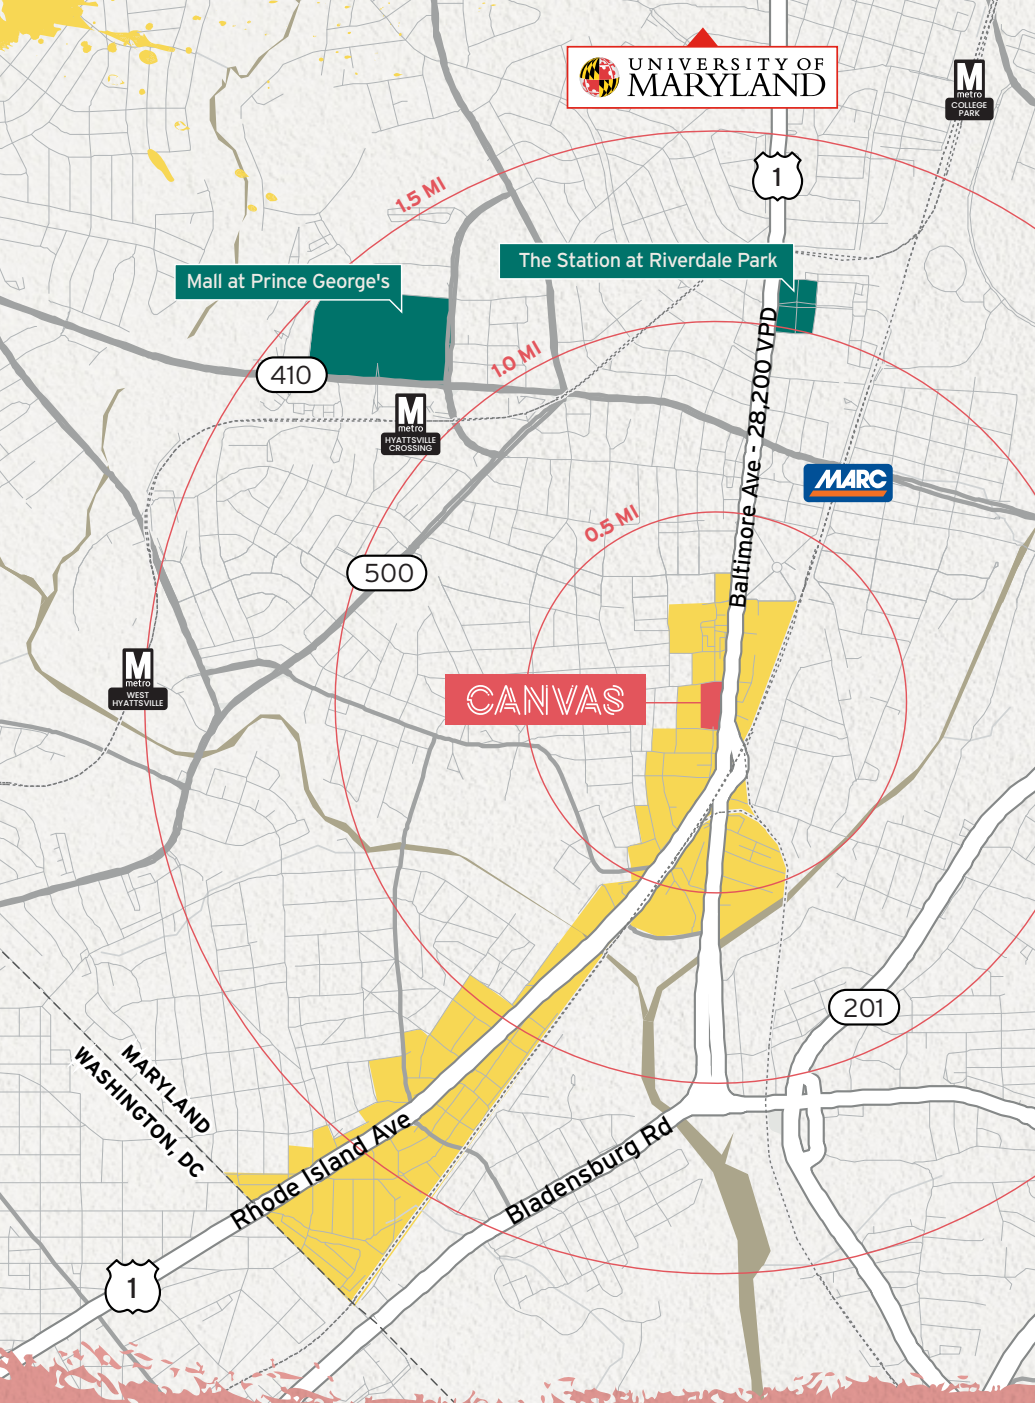 UNIVERSITY OF
MARYLAND
M
metro
COLLEGE
PARK
1
1.5 MI
The Station at Riverdale Park
Mall at Prince George's
1.0 MI
410
M
metro
HYATTSVILLE
CROSSING
Baltimore Ave - 28,200 VPD
MARC
0.5 MI
500
M
metro
WEST
HYATTSVILLE
CANVAS
201
MARYLAND
WASHINGTON, DC
Rhode Island Ave
Bladensburg Rd
1